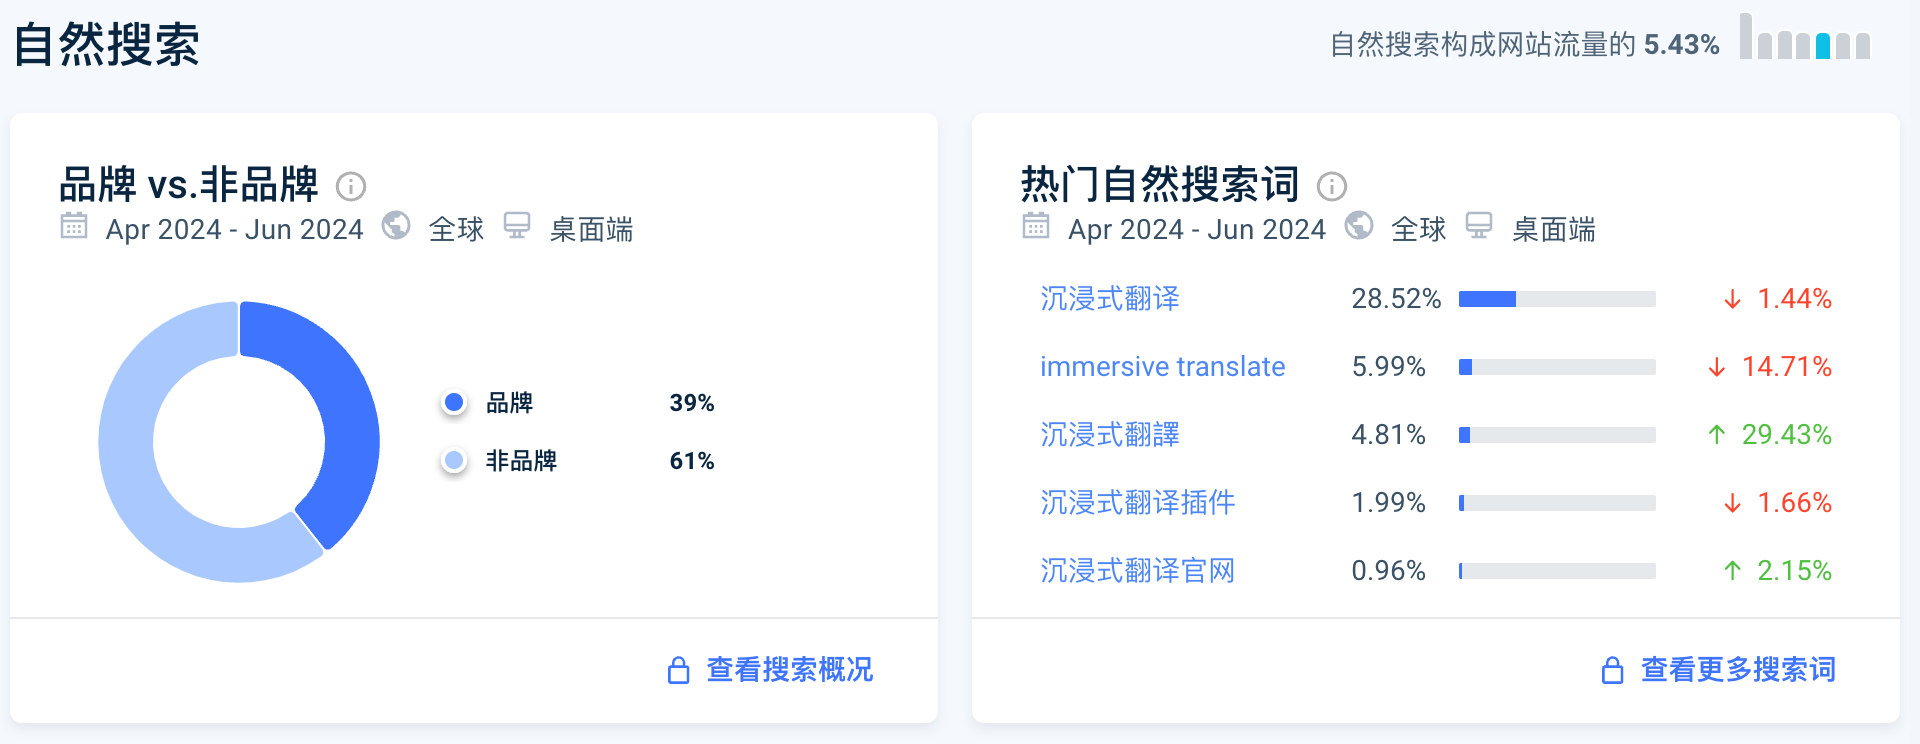 自然搜索
自然搜索构成网站流量的 5.43%
品牌 vs.非品牌
Apr 2024 - Jun 2024 全球 桌面端
品牌 39%
非品牌 61%
查看搜索概况
热门自然搜索词
Apr 2024 - Jun 2024 全球 桌面端
沉浸式翻译 28.52% ↓ 1.44%
immersive translate 5.99% ↓ 14.71%
沉浸式翻譯 4.81% ↑ 29.43%
沉浸式翻译插件 1.99% ↓ 1.66%
沉浸式翻译官网 0.96% ↑ 2.15%
查看更多搜索词